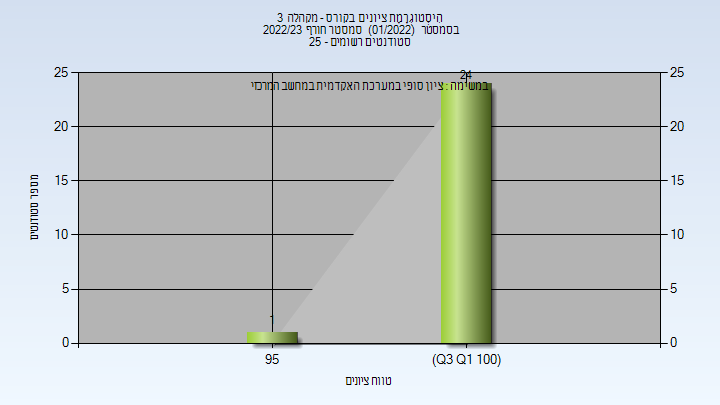 היסטוגרמת ציונים בקורס - מקהלה 3
בסמסטר (01/2022) סמסטר חורף 2022/23
סטודנטים רשומים - 25
במשימה : ציון סופי במערכת האקדמית במחשב המרכזי
מספר סטודנטים
25
20
15
10
5
0
25
20
15
10
5
0
24
1
95
(Q3 Q1 100)
טווח ציונים